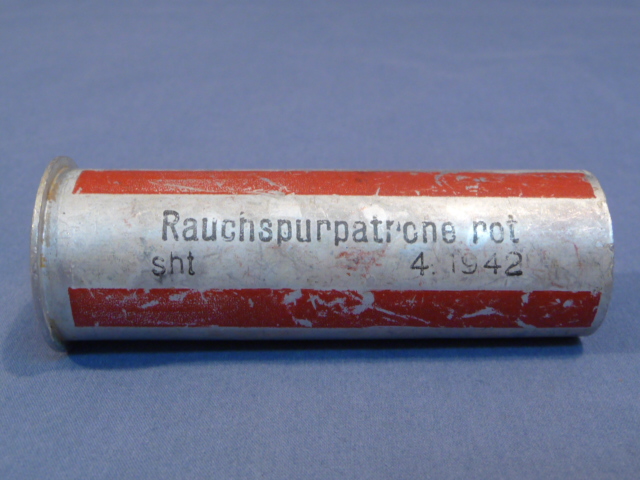 Rauchspurpatrone rot
sht 4. 1942